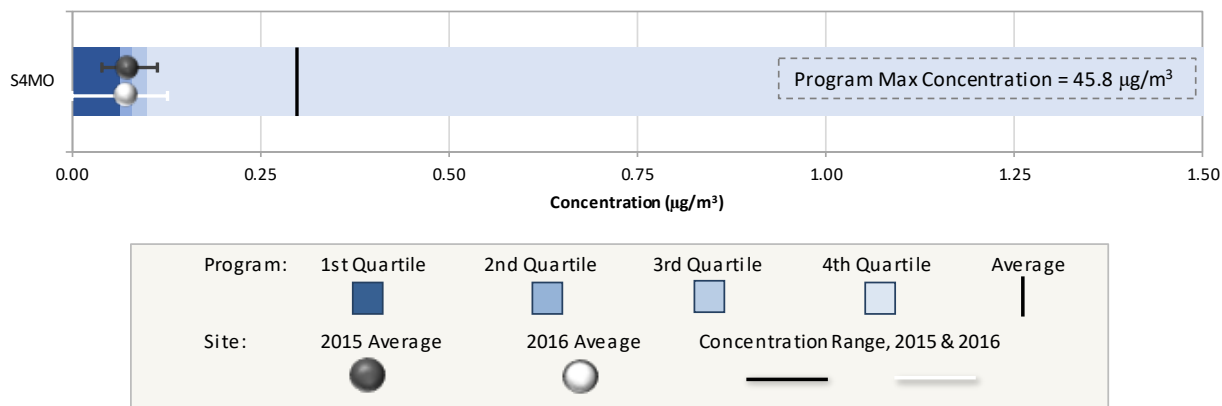 S4MO
Program Max Concentration = 45.8 µg/m³
0.00 0.25 0.50 0.75 1.00 1.25 1.50
Concentration (µg/m³)
Program: 1st Quartile 2nd Quartile 3rd Quartile 4th Quartile Average
Site: 2015 Average 2016 Aveage Concentration Range, 2015 & 2016